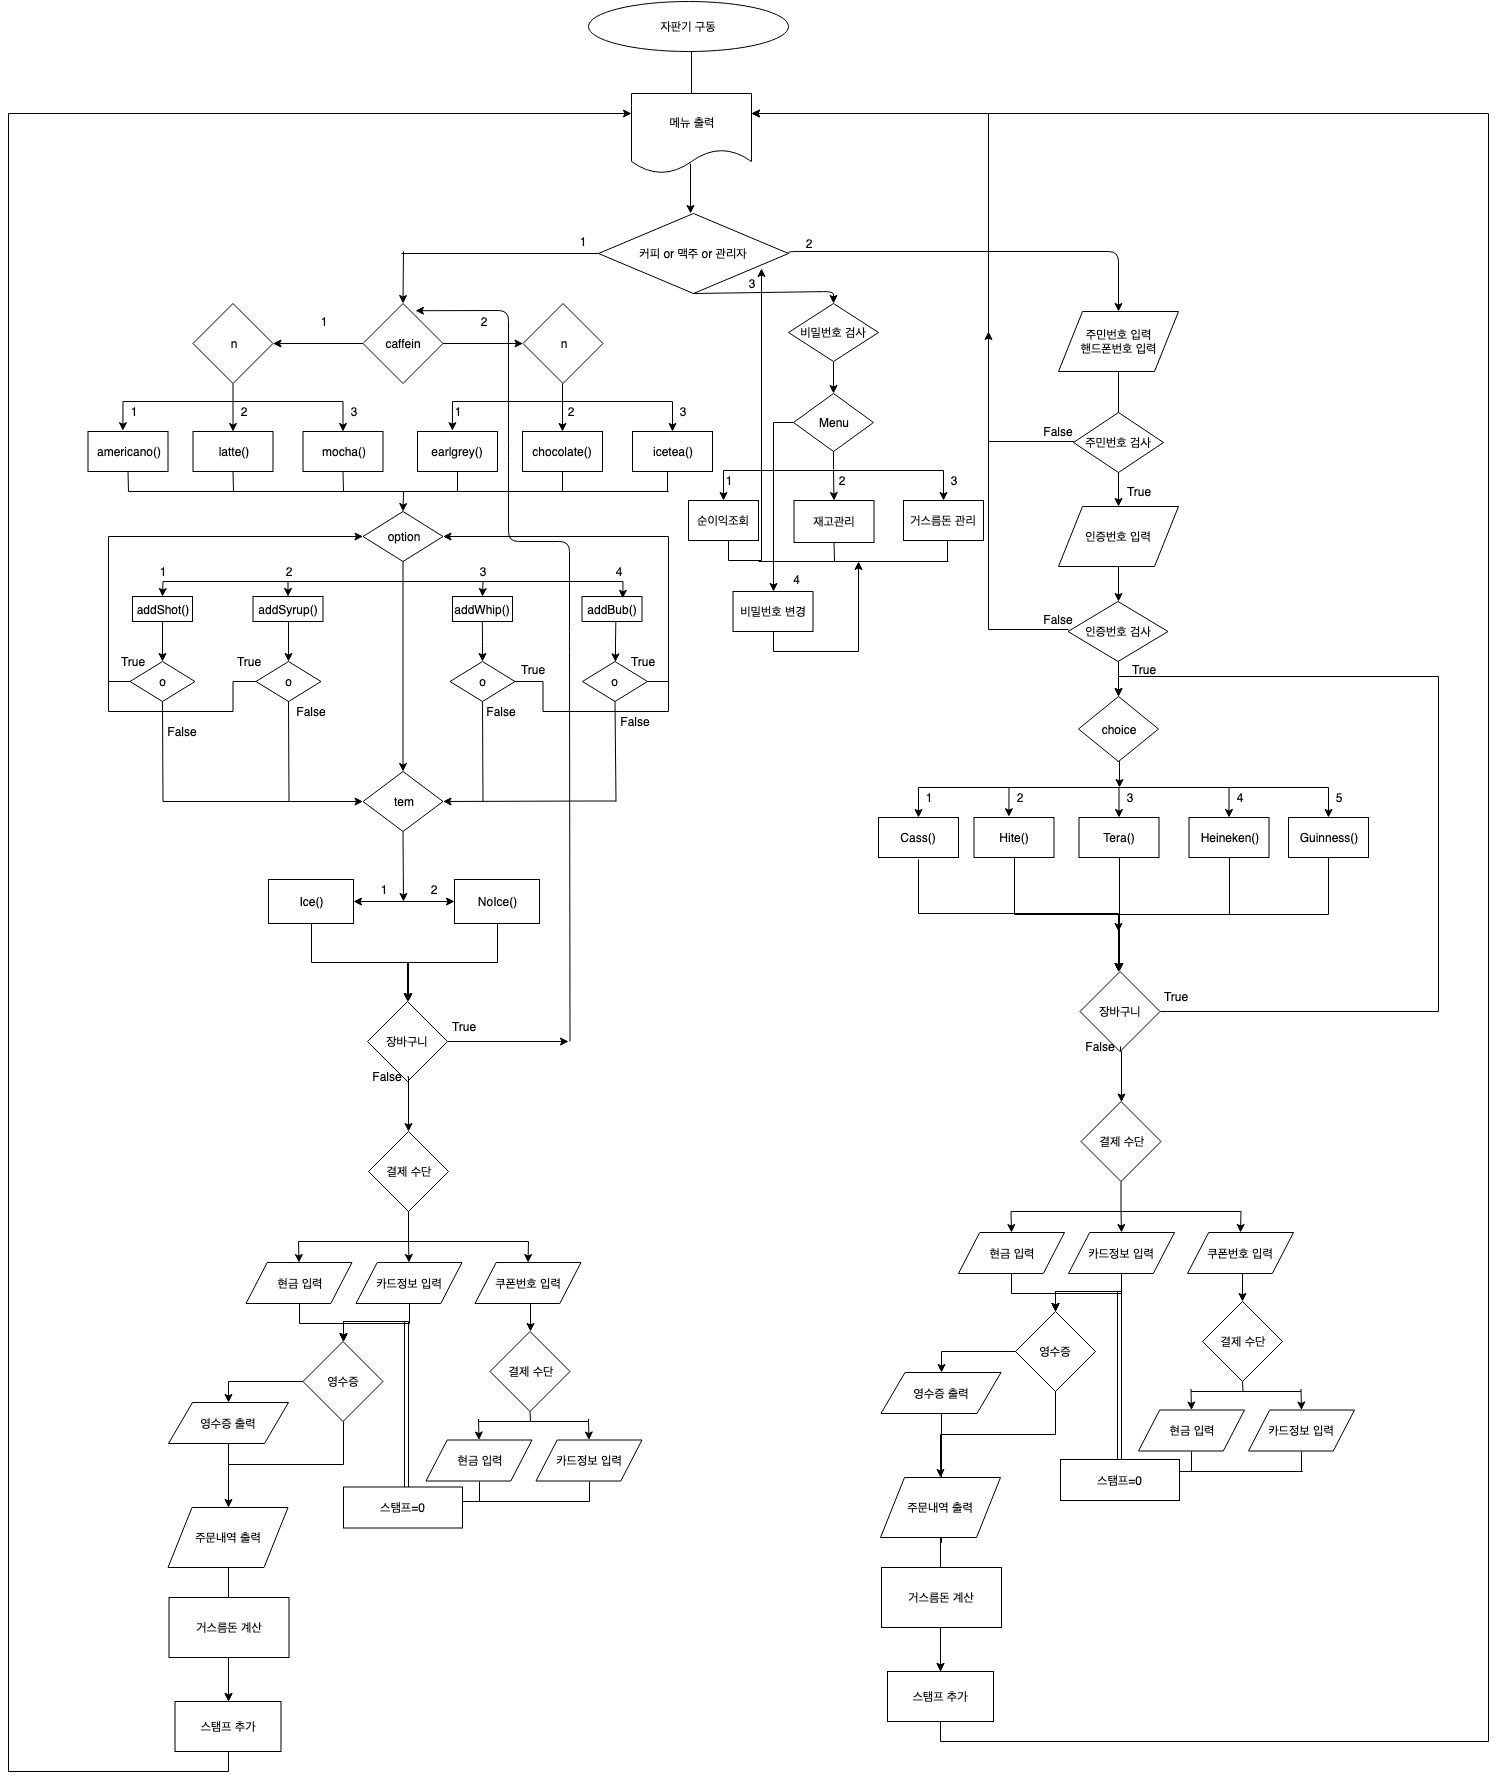 자판기 구동
메뉴 출력
커피 or 맥주 or 관리자
1
2
3
n
1
caffein
2
n
비밀번호 검사
주민번호 입력
핸드폰번호 입력
1
2
3
1
2
3
americano()
latte()
mocha()
earlgrey()
chocolate()
icetea()
Menu
False
주민번호 검사
True
1
2
3
순이익조회
재고관리
거스름돈 관리
4
비밀번호 변경
인증번호 입력
False
인증번호 검사
True
option
1
2
3
4
addShot()
addSyrup()
addWhip()
addBub()
True
o
True
o
o
True
o
True
False
False
False
False
tem
Ice()
1
2
NoIce()
choice
1
2
3
4
5
Cass()
Hite()
Tera()
Heineken()
Guinness()
장바구니
True
False
장바구니
True
False
결제 수단
결제 수단
현금 입력
카드정보 입력
쿠폰번호 입력
영수증
결제 수단
영수증 출력
현금 입력
카드정보 입력
스탬프=0
주문내역 출력
거스름돈 계산
스탬프 추가
현금 입력
카드정보 입력
쿠폰번호 입력
영수증
결제 수단
영수증 출력
현금 입력
카드정보 입력
스탬프=0
주문내역 출력
거스름돈 계산
스탬프 추가